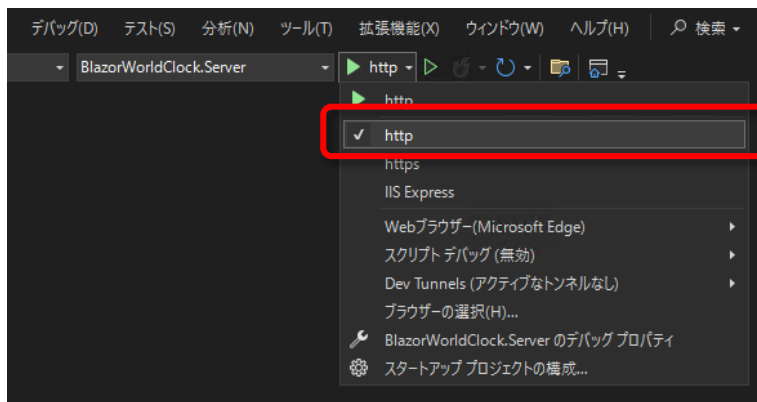 デバッグ(D) テスト(S) 分析(N) ツール(T) 拡張機能(X) ウィンドウ(W) ヘルプ(H) 検索
BlazorWorldClock.Server http
http
http
https
IIS Express
Webブラウザー(Microsoft Edge)
スクリプト デバッグ (無効)
Dev Tunnels (アクティブなトンネルなし)
ブラウザーの選択(H)...
BlazorWorldClock.Server のデバッグ プロパティ
スタートアップ プロジェクトの構成...